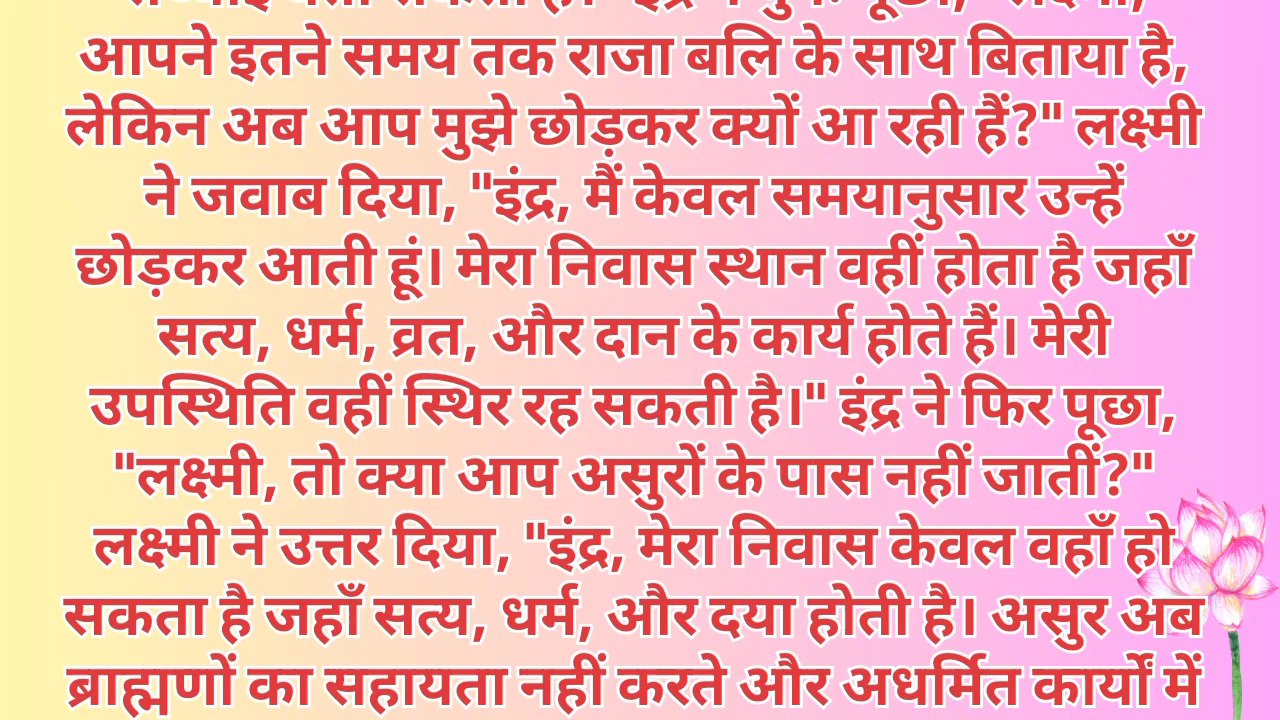 आपने इतने समय तक राजा बलि के साथ बिताया है,
लेकिन अब आप मुझे छोड़कर क्यों आ रही हैं?" लक्ष्मी
ने जवाब दिया, "इंद्र, मैं केवल समयानुसार उन्हें
छोड़कर आती हूं। मेरा निवास स्थान वहीं होता है जहाँ
सत्य, धर्म, व्रत, और दान के कार्य होते हैं। मेरी
उपस्थिति वहीं स्थिर रह सकती है।" इंद्र ने फिर पूछा,
"लक्ष्मी, तो क्या आप असुरों के पास नहीं जातीं?"
लक्ष्मी ने उत्तर दिया, "इंद्र, मेरा निवास केवल वहाँ हो
सकता है जहाँ सत्य, धर्म, और दया होती है। असुर अब
ब्राह्मणों का सहायता नहीं करते और अधर्मित कार्यों में